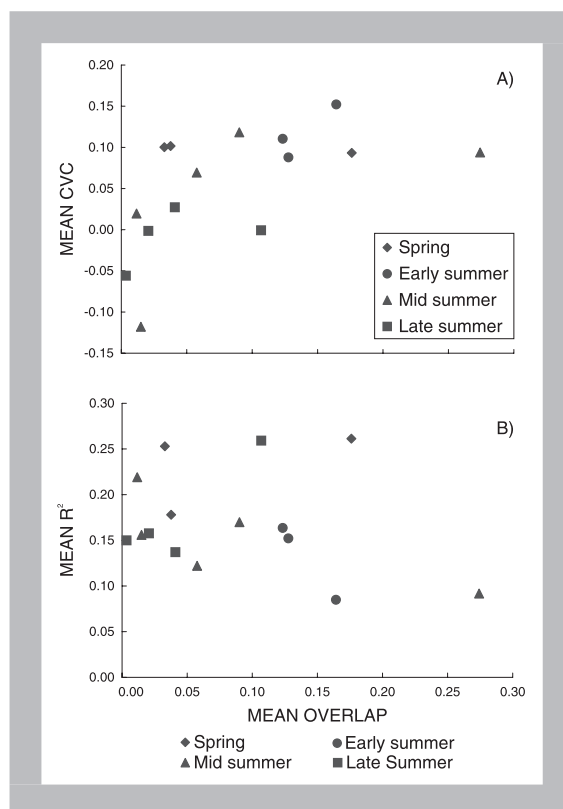 A)
0.20
0.15
0.10
0.05
0.00
-0.05
-0.10
-0.15
MEAN CVC
Spring
Early summer
Mid summer
Late summer
B)
0.30
0.25
0.20
0.15
0.10
0.05
0.00
MEAN R²
0.00 0.05 0.10 0.15 0.20 0.25 0.30
MEAN OVERLAP
Spring Early summer
Mid summer Late Summer